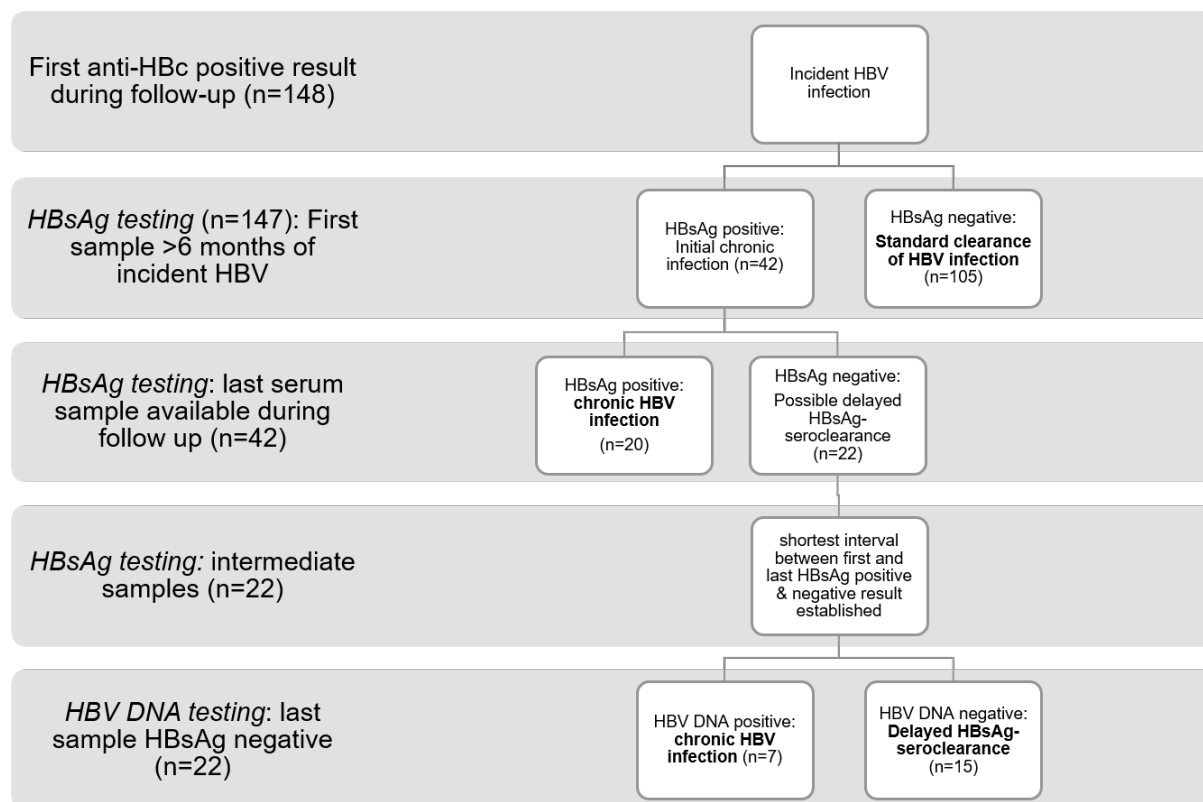 First anti-HBc positive result
during follow-up (n=148)
Incident HBV
infection
HBsAg testing (n=147): First
sample >6 months of
incident HBV
HBsAg positive:
Initial chronic
infection (n=42)
HBsAg negative:
Standard clearance
of HBV infection
(n=105)
HBsAg testing: last serum
sample available during
follow up (n=42)
HBsAg positive:
chronic HBV
infection
(n=20)
HBsAg negative:
Possible delayed
HBsAg-
seroclearance
(n=22)
HBsAg testing: intermediate
samples (n=22)
shortest interval
between first and
last HBsAg positive
& negative result
established
HBV DNA testing: last
sample HBsAg negative
(n=22)
HBV DNA positive:
chronic HBV
infection (n=7)
HBV DNA negative:
Delayed HBsAg-
seroclearance
(n=15)